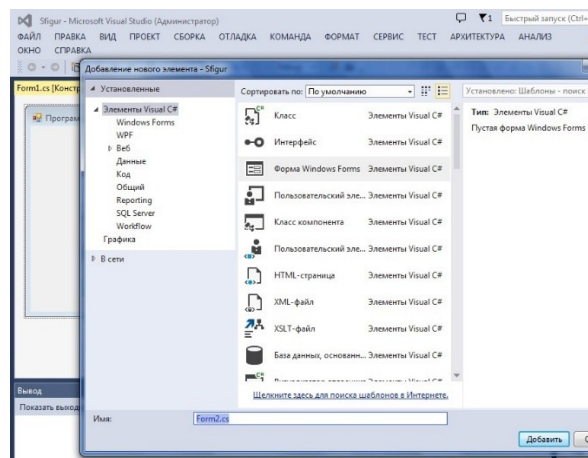 Sfigur - Microsoft Visual Studio (Администратор)
1
Быстрый запуск (Ctrl+
ФАЙЛ ПРАВКА ВИД ПРОЕКТ СБОРКА ОТЛАДКА КОМАНДА ФОРМАТ СЕРВИС ТЕСТ АРХИТЕКТУРА АНАЛИЗ
ОКНО СПРАВКА
Добавление нового элемента - Sfigur
Form1.cs [Констр
Програм
Установленные
Элементы Visual C#
Windows Forms
WPF
Веб
Данные
Код
Общий
Reporting
SQL Server
Workflow
Графика
В сети
Сортировать по: По умолчанию
Класс Элементы Visual C#
Интерфейс Элементы Visual C#
Форма Windows Forms Элементы Visual C#
Пользовательский эле... Элементы Visual C#
Класс компонента Элементы Visual C#
Пользовательский эле... Элементы Visual C#
HTML-страница Элементы Visual C#
XML-файл Элементы Visual C#
XSLT-файл Элементы Visual C#
База данных, основанн... Элементы Visual C#
Щелкните здесь для поиска шаблонов в Интернете.
Установлено: Шаблоны - поиск
Тип: Элементы Visual C#
Пустая форма Windows Forms
Вывод
Показать выход
Имя: Form2.cs
Добавить